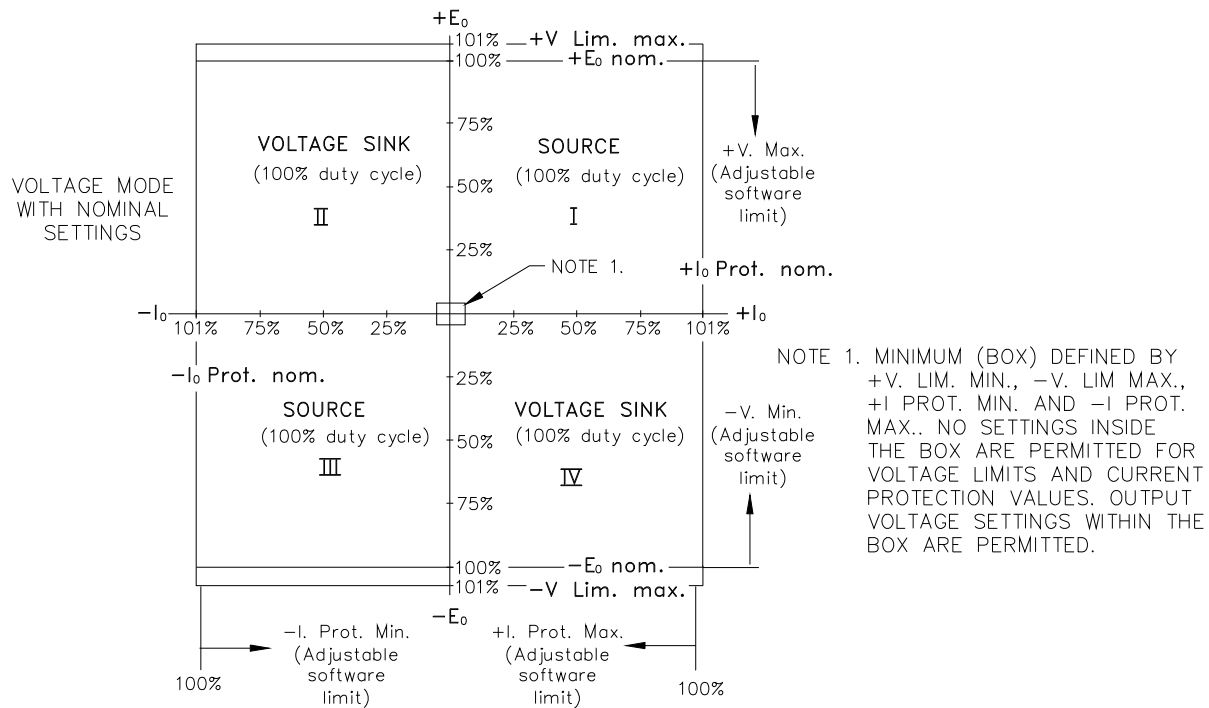 +E₀
101% +V Lim. max.
100% +E₀ nom.
75%
VOLTAGE SINK
(100% duty cycle)
II
SOURCE
(100% duty cycle)
I
50%
25%
+V. Max.
(Adjustable
software
limit)
VOLTAGE MODE
WITH NOMINAL
SETTINGS
NOTE 1.
+I₀ Prot. nom.
−I₀
101% 75% 50% 25% 25% 50% 75% 101%
+I₀
−I₀ Prot. nom.
25%
SOURCE
(100% duty cycle)
III
VOLTAGE SINK
(100% duty cycle)
IV
50%
75%
−V. Min.
(Adjustable
software
limit)
NOTE 1. MINIMUM (BOX) DEFINED BY
+V. LIM. MIN., −V. LIM MAX.,
+I PROT. MIN. AND −I PROT.
MAX.. NO SETTINGS INSIDE
THE BOX ARE PERMITTED FOR
VOLTAGE LIMITS AND CURRENT
PROTECTION VALUES. OUTPUT
VOLTAGE SETTINGS WITHIN THE
BOX ARE PERMITTED.
100% −E₀ nom.
101% −V Lim. max.
−E₀
−I. Prot. Min.
(Adjustable
software
limit)
+I. Prot. Max.
(Adjustable
software
limit)
100%
100%